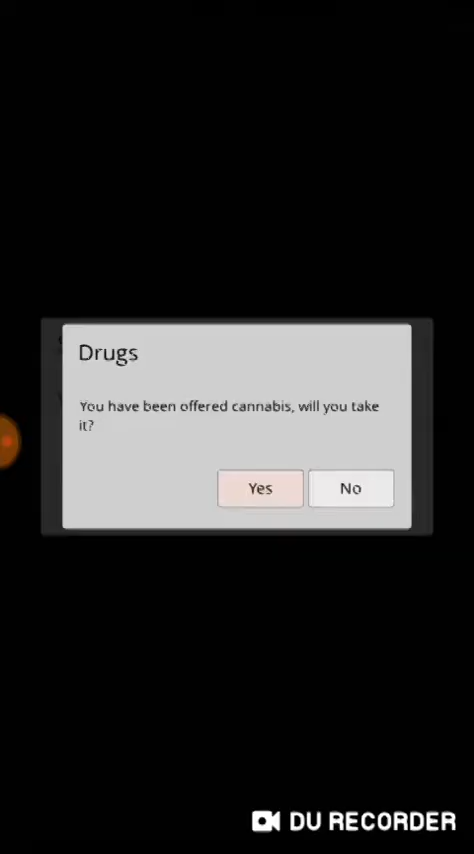 Drugs
You have been offered cannabis, will you take
it?
Yes No
DU RECORDER